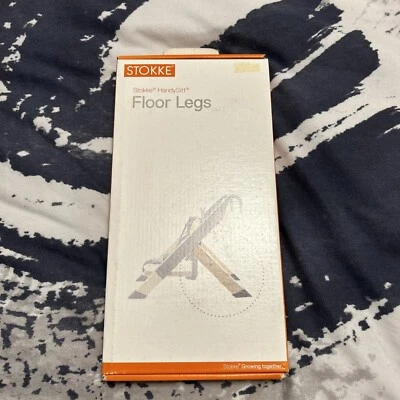 STOKKE
Stokke® HandySitt®
Floor Legs
Stokke® Growing together™